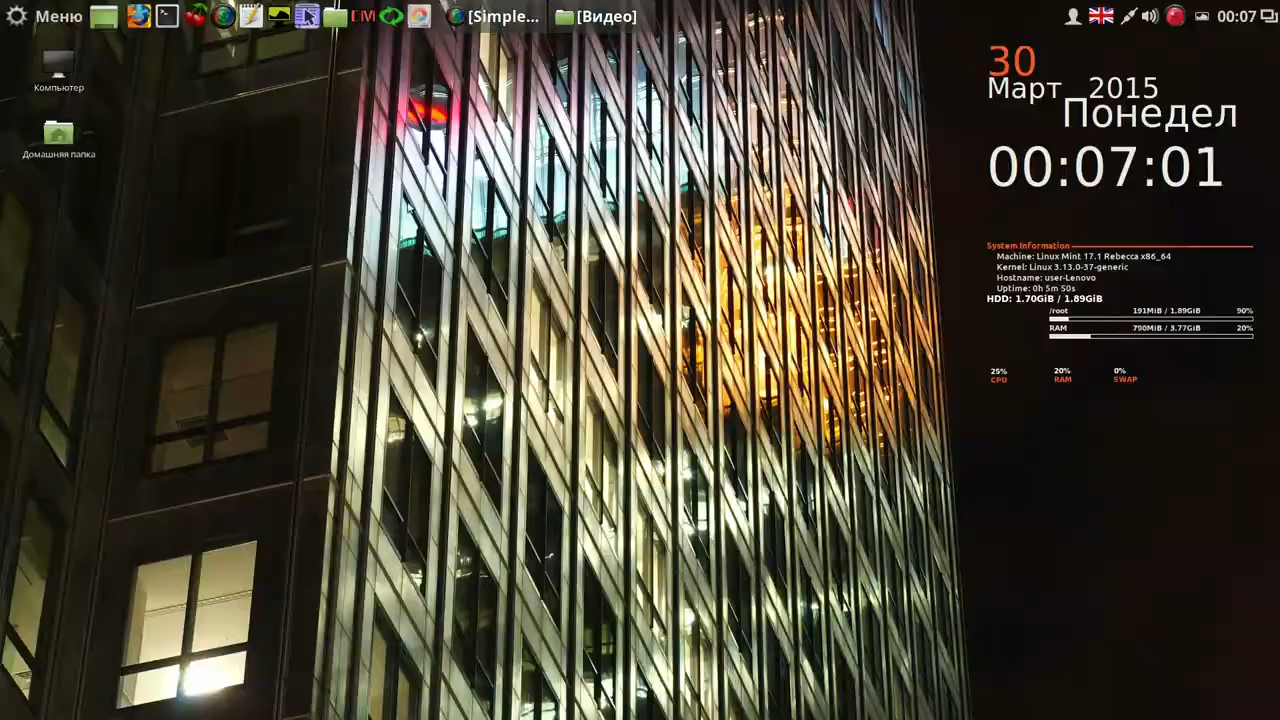 Меню [Simple... [Видео] 00:07
Компьютер
Домашняя папка
30
Март 2015
Понедел
00:07:01
System Information
Machine: Linux Mint 17.1 Rebecca x86_64
Kernel: Linux 3.13.0-37-generic
Hostname: user-Lenovo
Uptime: 0h 5m 50s
HDD: 1.70GiB / 1.89GiB
/root 191MiB / 1.89GiB 90%
RAM 790MiB / 3.77GiB 20%
25% 20% 0%
CPU RAM SWAP